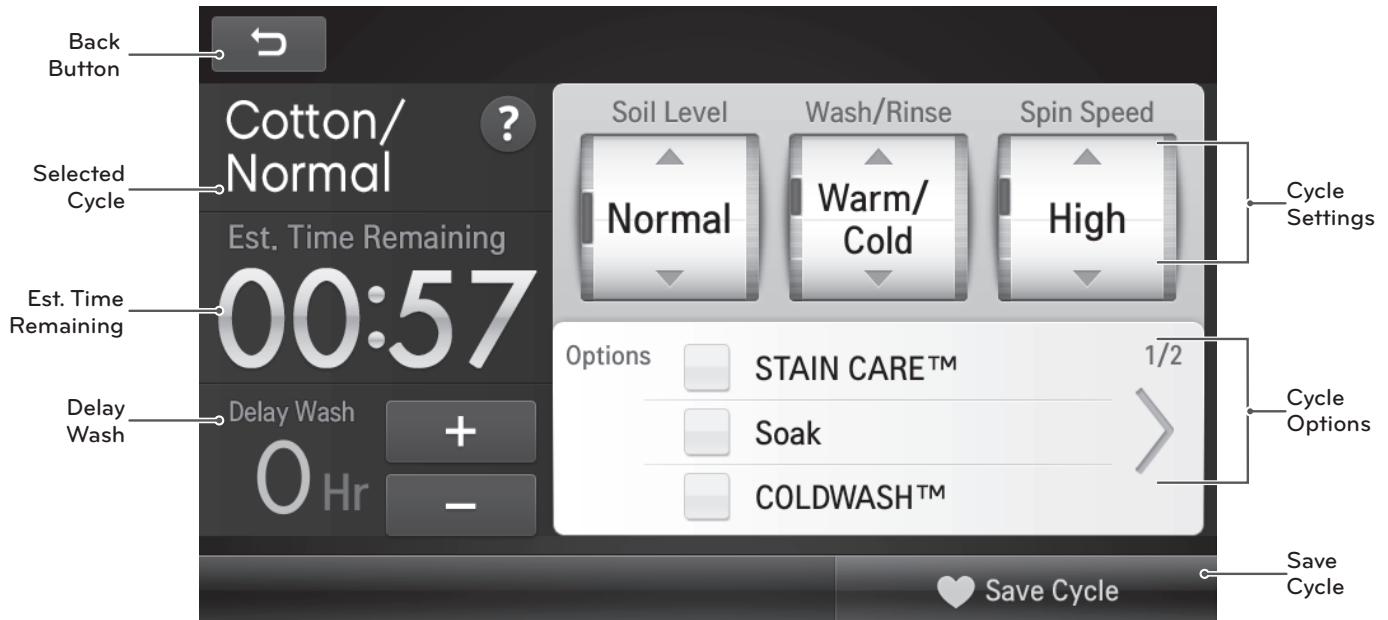 Back
Button
Selected
Cycle
Est. Time
Remaining
Delay
Wash
Cotton/
Normal
?
Est. Time Remaining
00:57
Delay Wash
0 Hr
+
−
Soil Level
Normal
Wash/Rinse
Warm/
Cold
Spin Speed
High
Options
1/2
STAIN CARE™
Soak
COLDWASH™
Save Cycle
Cycle
Settings
Cycle
Options
Save
Cycle